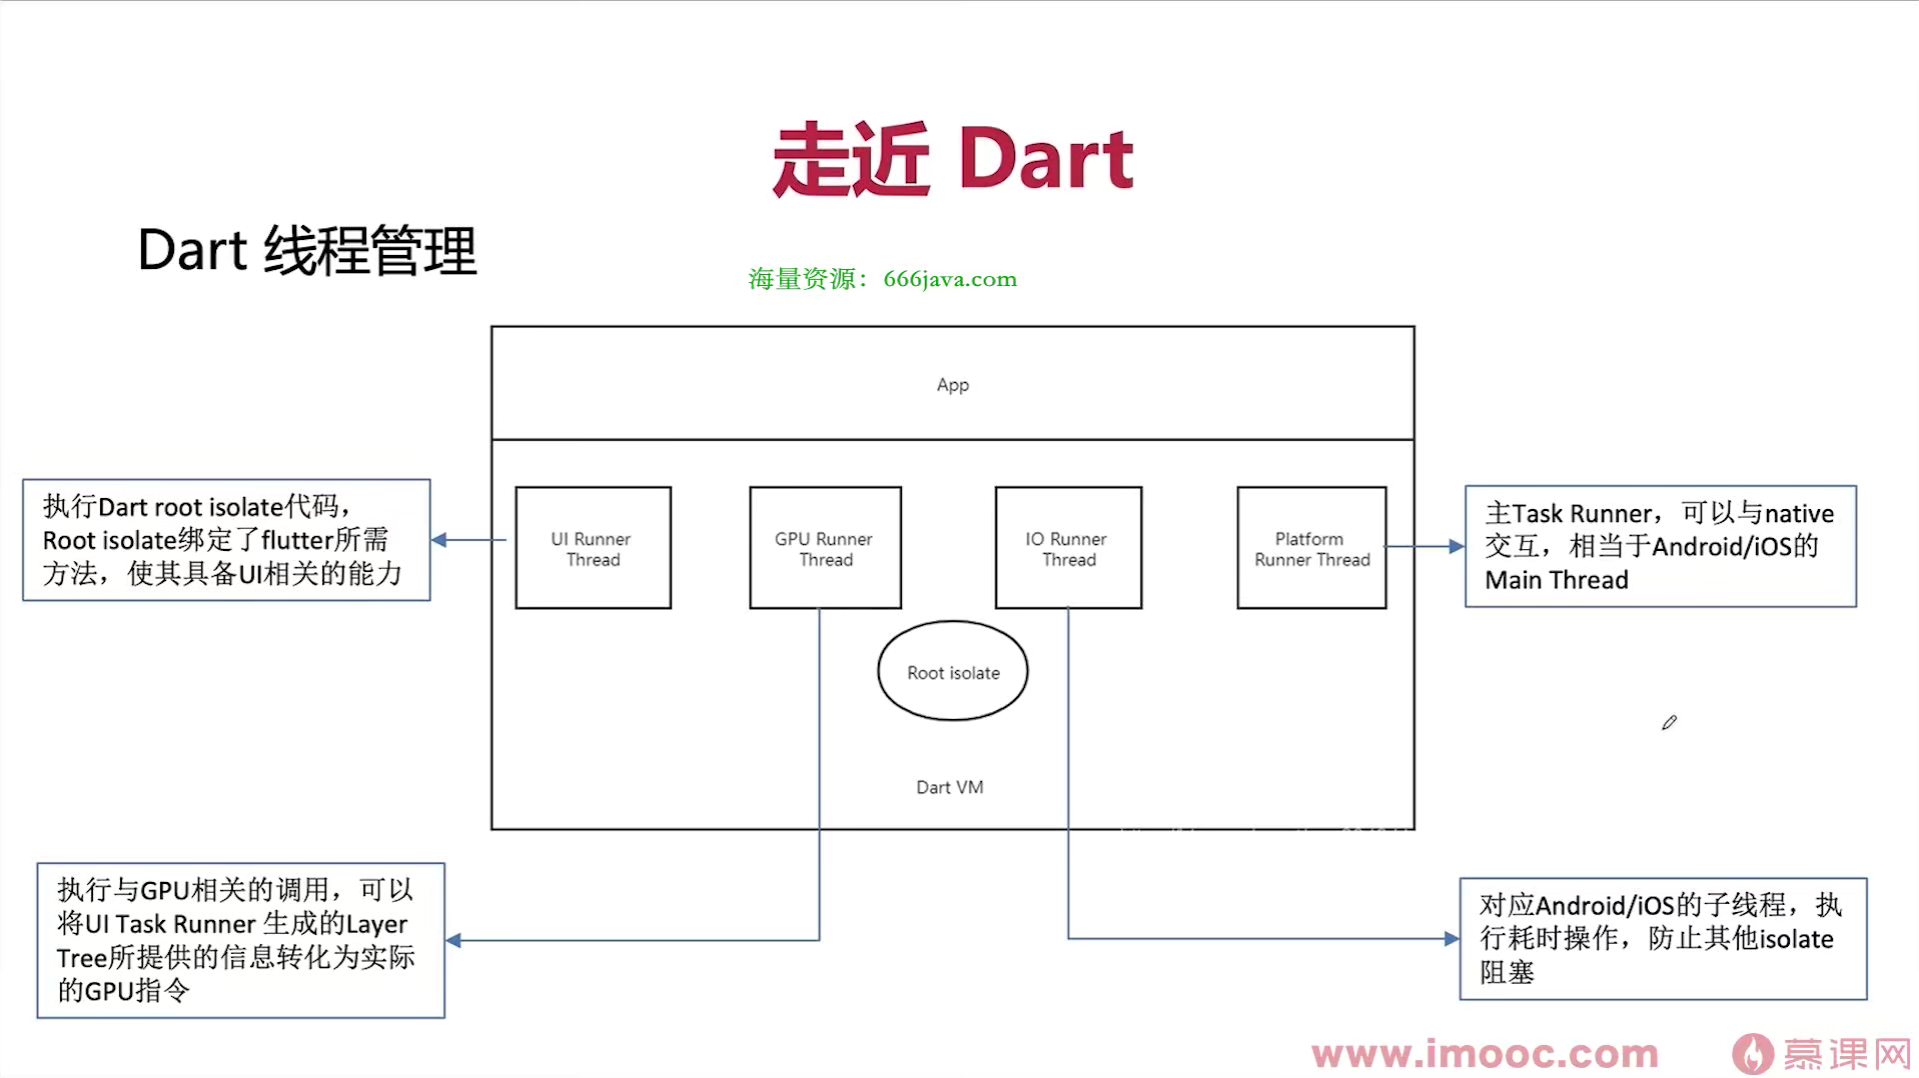 走近 Dart
Dart 线程管理
海量资源：666java.com
App
执行Dart root isolate代码，
Root isolate绑定了flutter所需
方法，使其具备UI相关的能力
UI Runner
Thread
GPU Runner
Thread
IO Runner
Thread
Platform
Runner Thread
主Task Runner，可以与native
交互，相当于Android/iOS的
Main Thread
Root isolate
Dart VM
执行与GPU相关的调用，可以
将UI Task Runner 生成的Layer
Tree所提供的信息转化为实际
的GPU指令
对应Android/iOS的子线程，执
行耗时操作，防止其他isolate
阻塞
www.imooc.com
慕课网